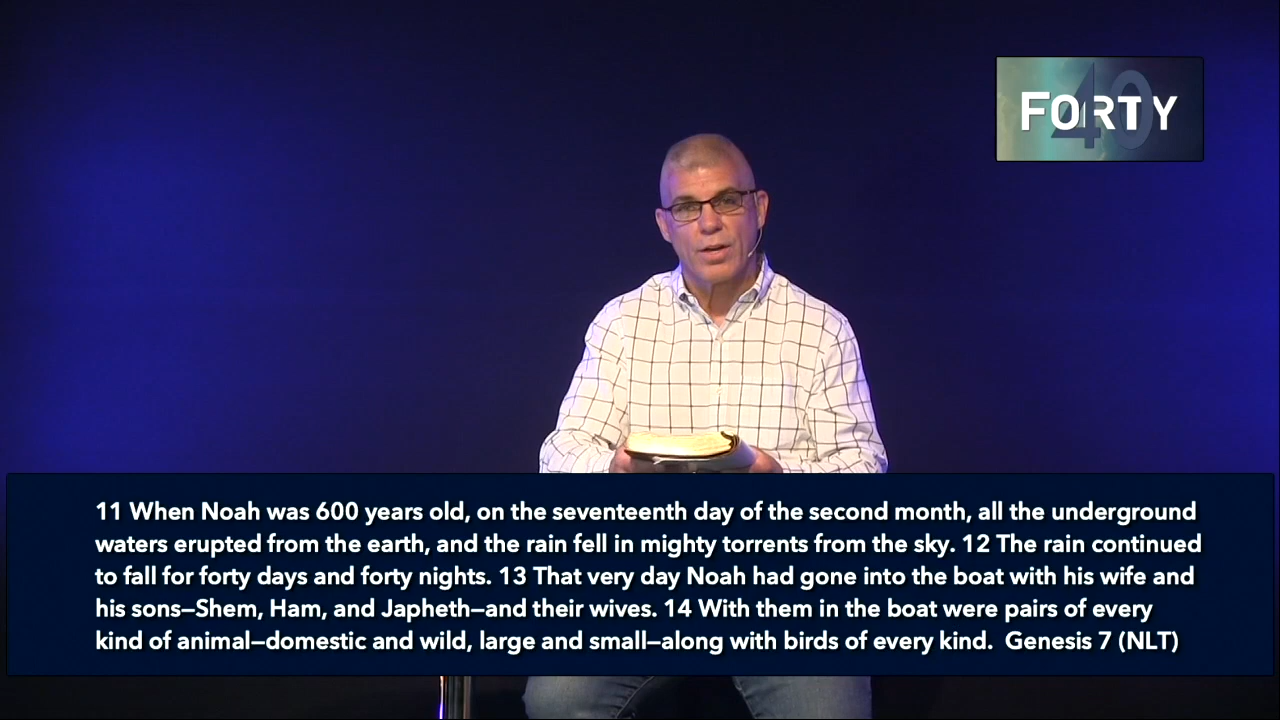 FORTY
40
11 When Noah was 600 years old, on the seventeenth day of the second month, all the underground
waters erupted from the earth, and the rain fell in mighty torrents from the sky. 12 The rain continued
to fall for forty days and forty nights. 13 That very day Noah had gone into the boat with his wife and
his sons—Shem, Ham, and Japheth—and their wives. 14 With them in the boat were pairs of every
kind of animal—domestic and wild, large and small—along with birds of every kind.  Genesis 7 (NLT)